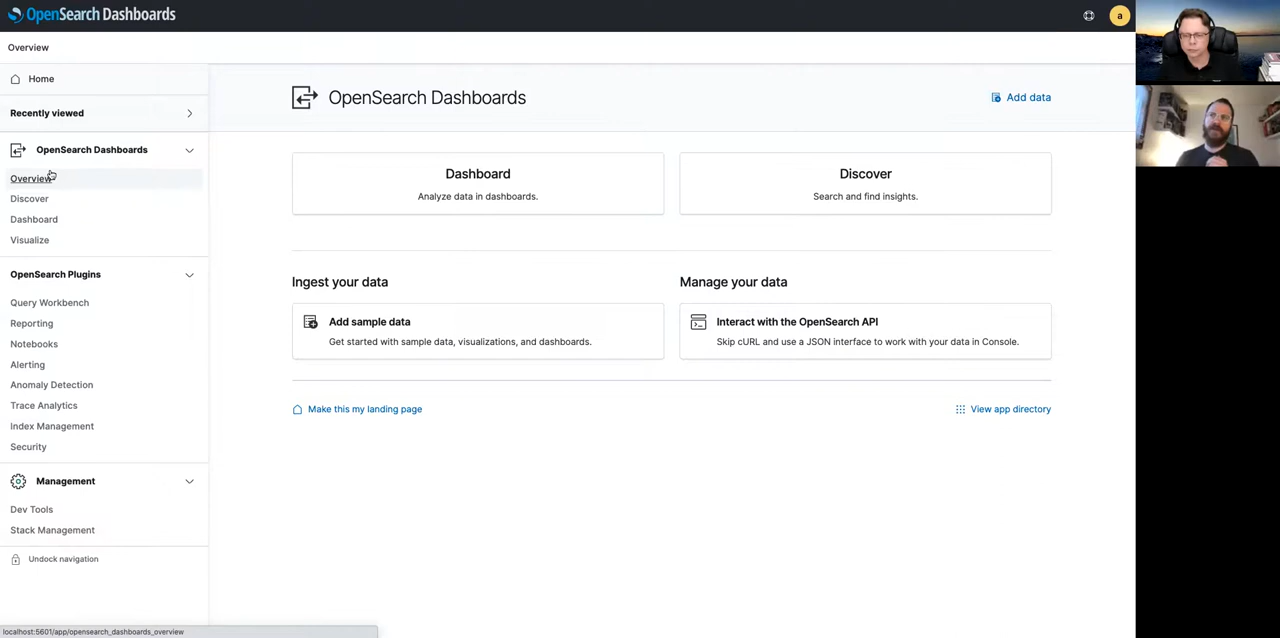 OpenSearch Dashboards
a
Overview
Home
Recently viewed
OpenSearch Dashboards
Overview
Discover
Dashboard
Visualize
OpenSearch Plugins
Query Workbench
Reporting
Notebooks
Alerting
Anomaly Detection
Trace Analytics
Index Management
Security
Management
Dev Tools
Stack Management
Undock navigation
OpenSearch Dashboards
Add data
Dashboard
Analyze data in dashboards.
Discover
Search and find insights.
Ingest your data
Add sample data
Get started with sample data, visualizations, and dashboards.
Manage your data
Interact with the OpenSearch API
Skip cURL and use a JSON interface to work with your data in Console.
Make this my landing page
View app directory
localhost:5601/app/opensearch_dashboards_overview